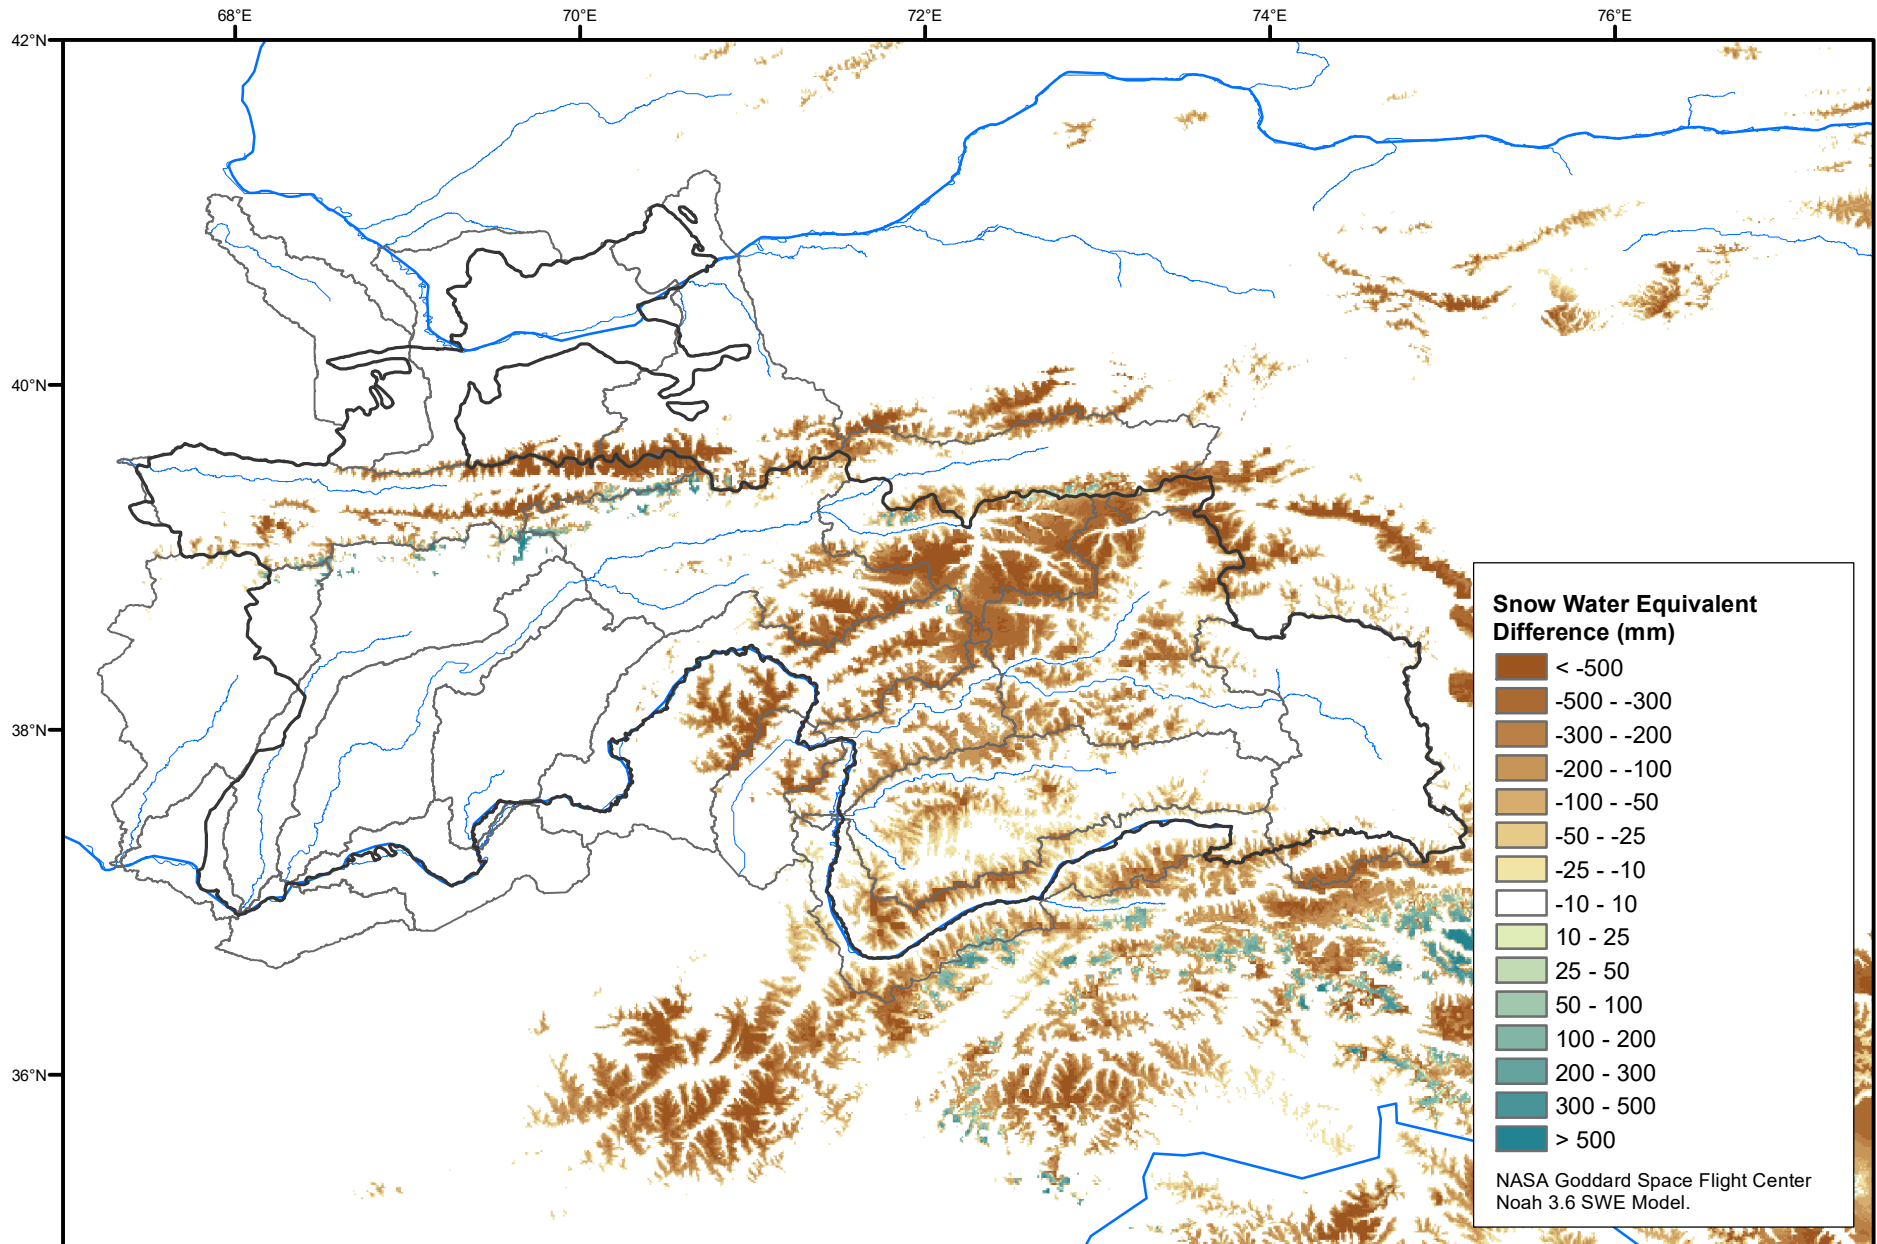 68°E 70°E 72°E 74°E 76°E
42°N
40°N
38°N
36°N
Snow Water Equivalent
Difference (mm)
< -500
-500 - -300
-300 - -200
-200 - -100
-100 - -50
-50 - -25
-25 - -10
-10 - 10
10 - 25
25 - 50
50 - 100
100 - 200
200 - 300
300 - 500
> 500
NASA Goddard Space Flight Center
Noah 3.6 SWE Model.